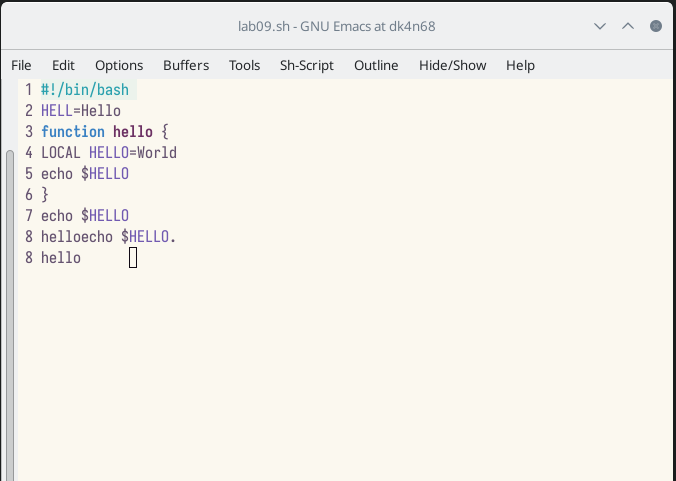 lab09.sh - GNU Emacs at dk4n68
File Edit Options Buffers Tools Sh-Script Outline Hide/Show Help
1 #!/bin/bash
2 HELL=Hello
3 function hello {
4 LOCAL HELLO=World
5 echo $HELLO
6 }
7 echo $HELLO
8 helloecho $HELLO.
8 hello